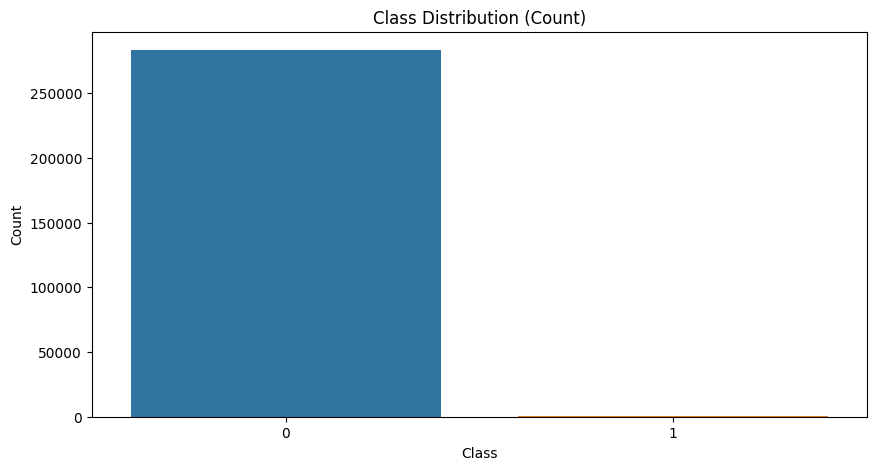 Class Distribution (Count)
250000
200000
150000
100000
50000
0
Count
0 1
Class